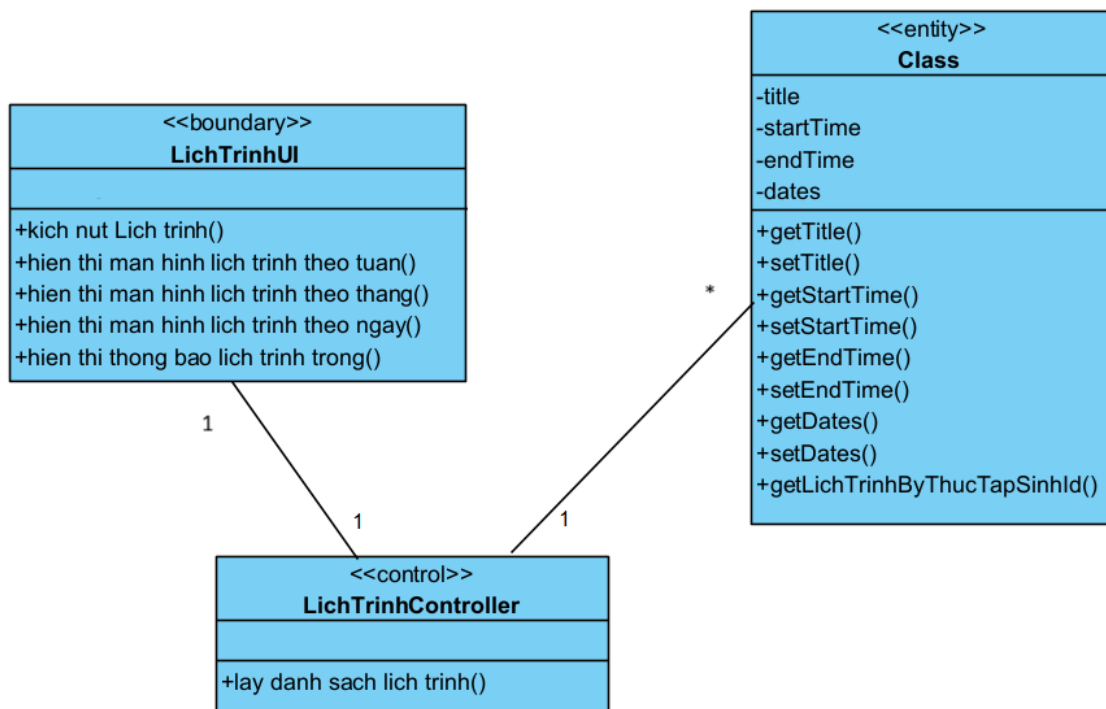 <<boundary>>
LichTrinhUI
+kich nut Lich trinh()
+hien thi man hinh lich trinh theo tuan()
+hien thi man hinh lich trinh theo thang()
+hien thi man hinh lich trinh theo ngay()
+hien thi thong bao lich trinh trong()
<<entity>>
Class
-title
-startTime
-endTime
-dates
+getTitle()
+setTitle()
+getStartTime()
+setStartTime()
+getEndTime()
+setEndTime()
+getDates()
+setDates()
+getLichTrinhByThucTapSinhId()
*
1
1
1
<<control>>
LichTrinhController
+lay danh sach lich trinh()